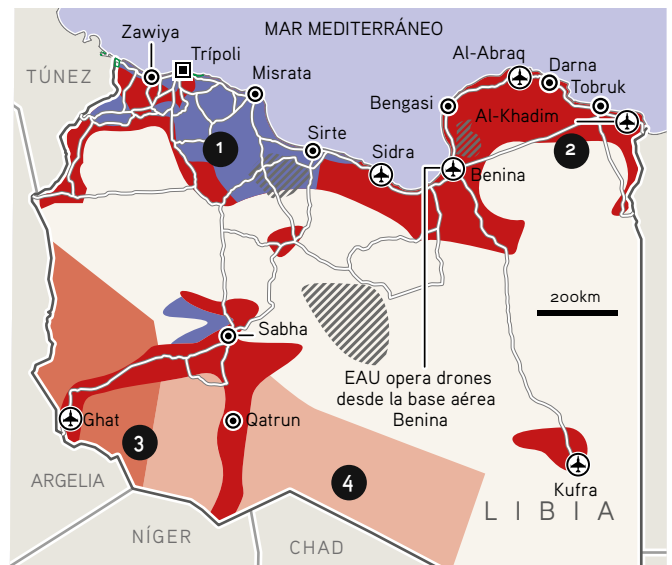 MAR MEDITERRÁNEO
Zawiya
Trípoli
TÚNEZ
Misrata
Al-Abraq
Darna
Tobruk
Bengasi
Al-Khadim
1
Sirte
Sidra
2
Benina
200km
Sabha
EAU opera drones
desde la base aérea
Benina
Ghat
Qatrun
3
4
ARGELIA
Kufra
LIBIA
NÍGER
CHAD